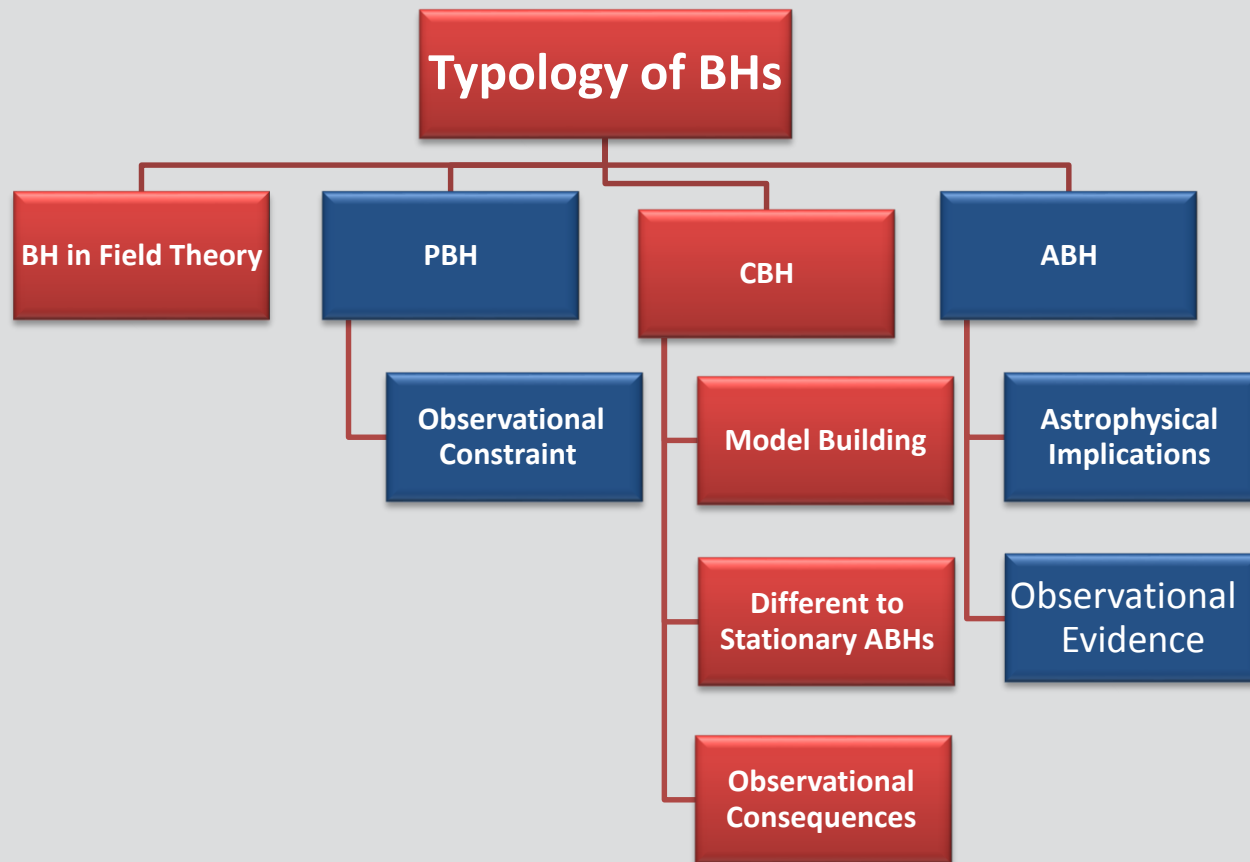 Typology of BHs
BH in Field Theory
PBH
CBH
ABH
Observational
Constraint
Model Building
Different to
Stationary ABHs
Observational
Consequences
Astrophysical
Implications
Observational
Evidence